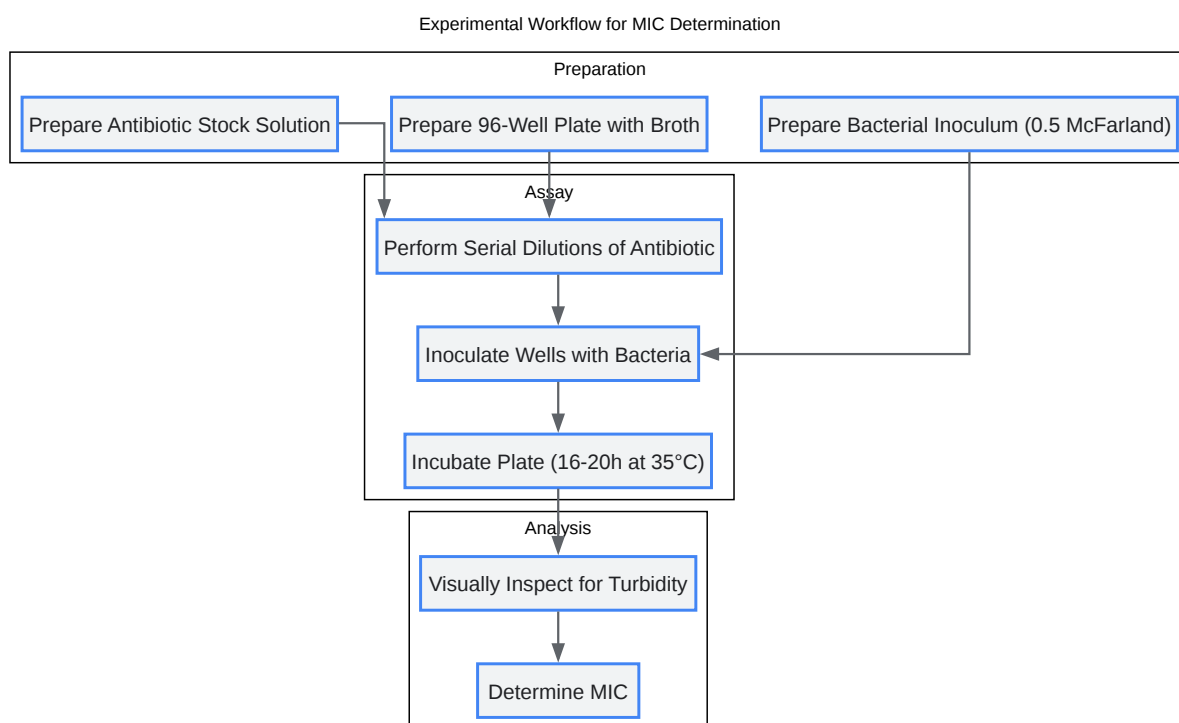 Experimental Workflow for MIC Determination
Preparation
Prepare Antibiotic Stock Solution
Prepare 96-Well Plate with Broth
Prepare Bacterial Inoculum (0.5 McFarland)
Assay
Perform Serial Dilutions of Antibiotic
Inoculate Wells with Bacteria
Incubate Plate (16-20h at 35°C)
Analysis
Visually Inspect for Turbidity
Determine MIC